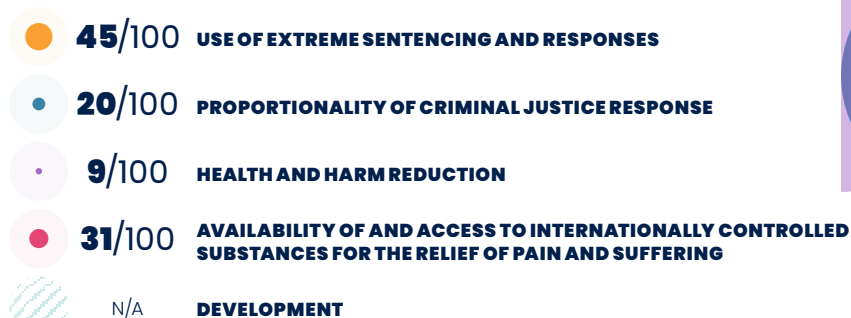 45/100 USE OF EXTREME SENTENCING AND RESPONSES
20/100 PROPORTIONALITY OF CRIMINAL JUSTICE RESPONSE
9/100 HEALTH AND HARM REDUCTION
31/100 AVAILABILITY OF AND ACCESS TO INTERNATIONALLY CONTROLLED
SUBSTANCES FOR THE RELIEF OF PAIN AND SUFFERING
N/A DEVELOPMENT